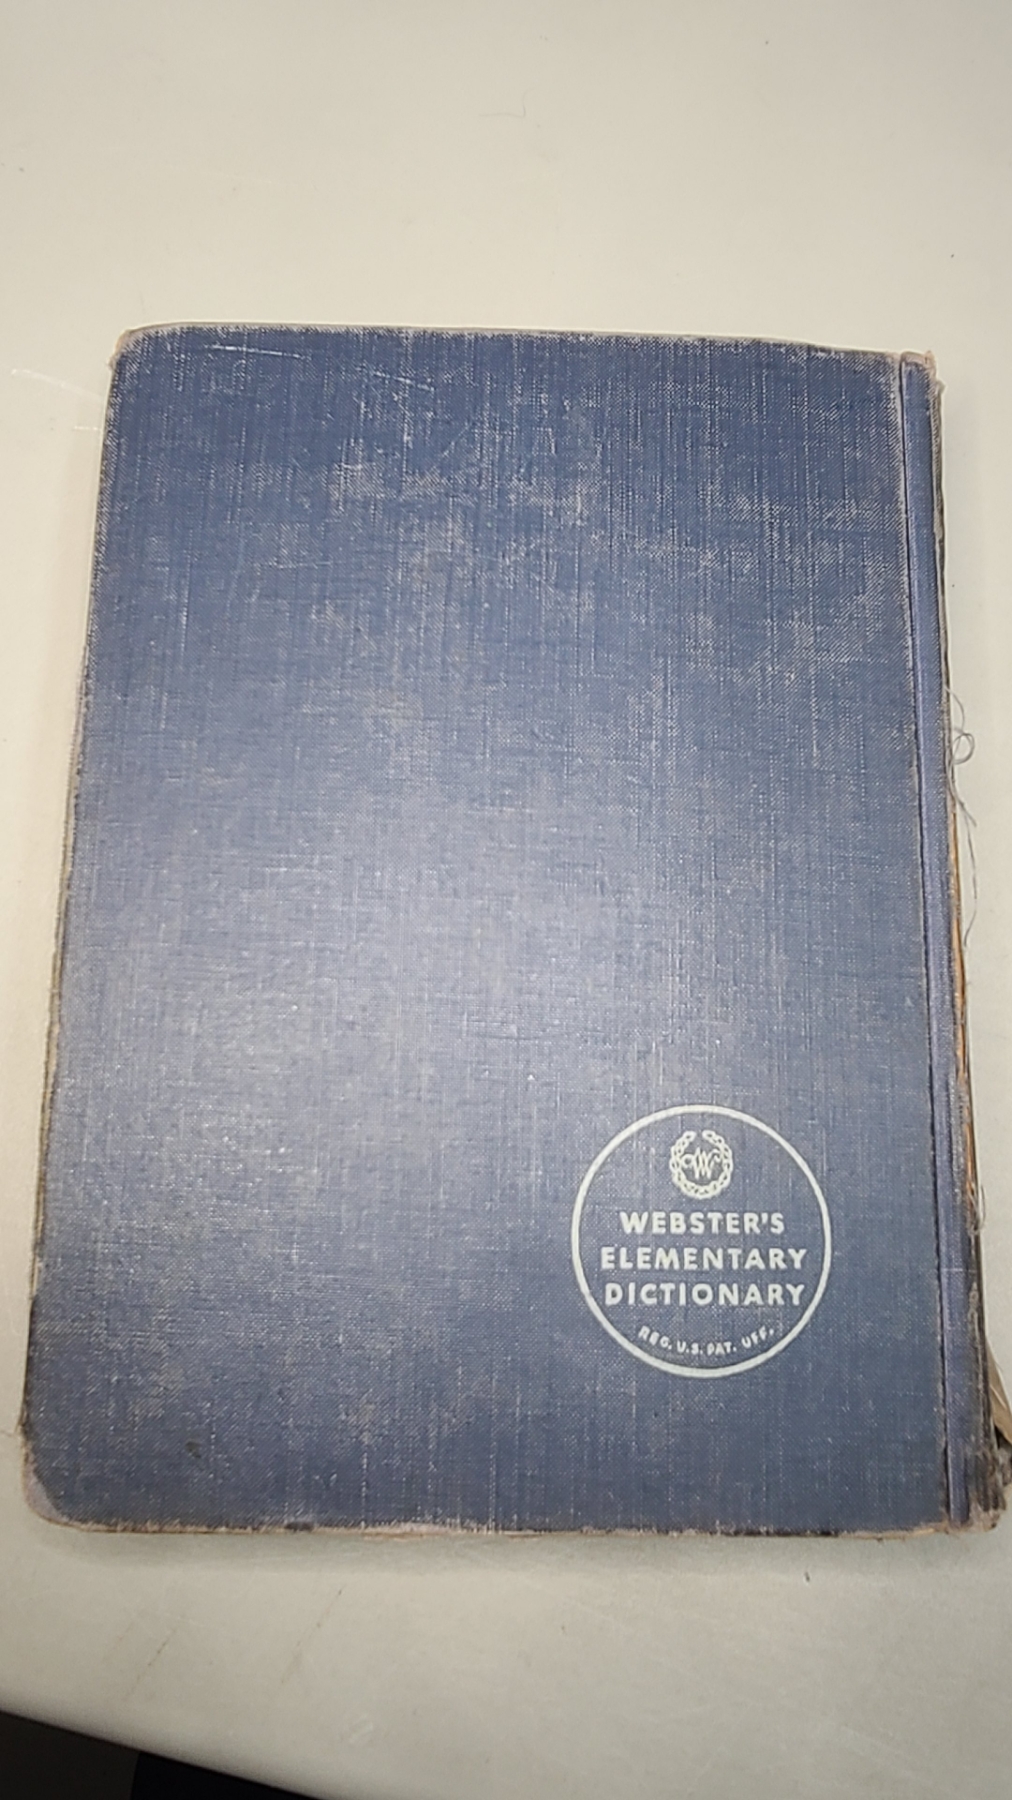 W
WEBSTER'S
ELEMENTARY
DICTIONARY
REG. U.S. PAT. OFF.